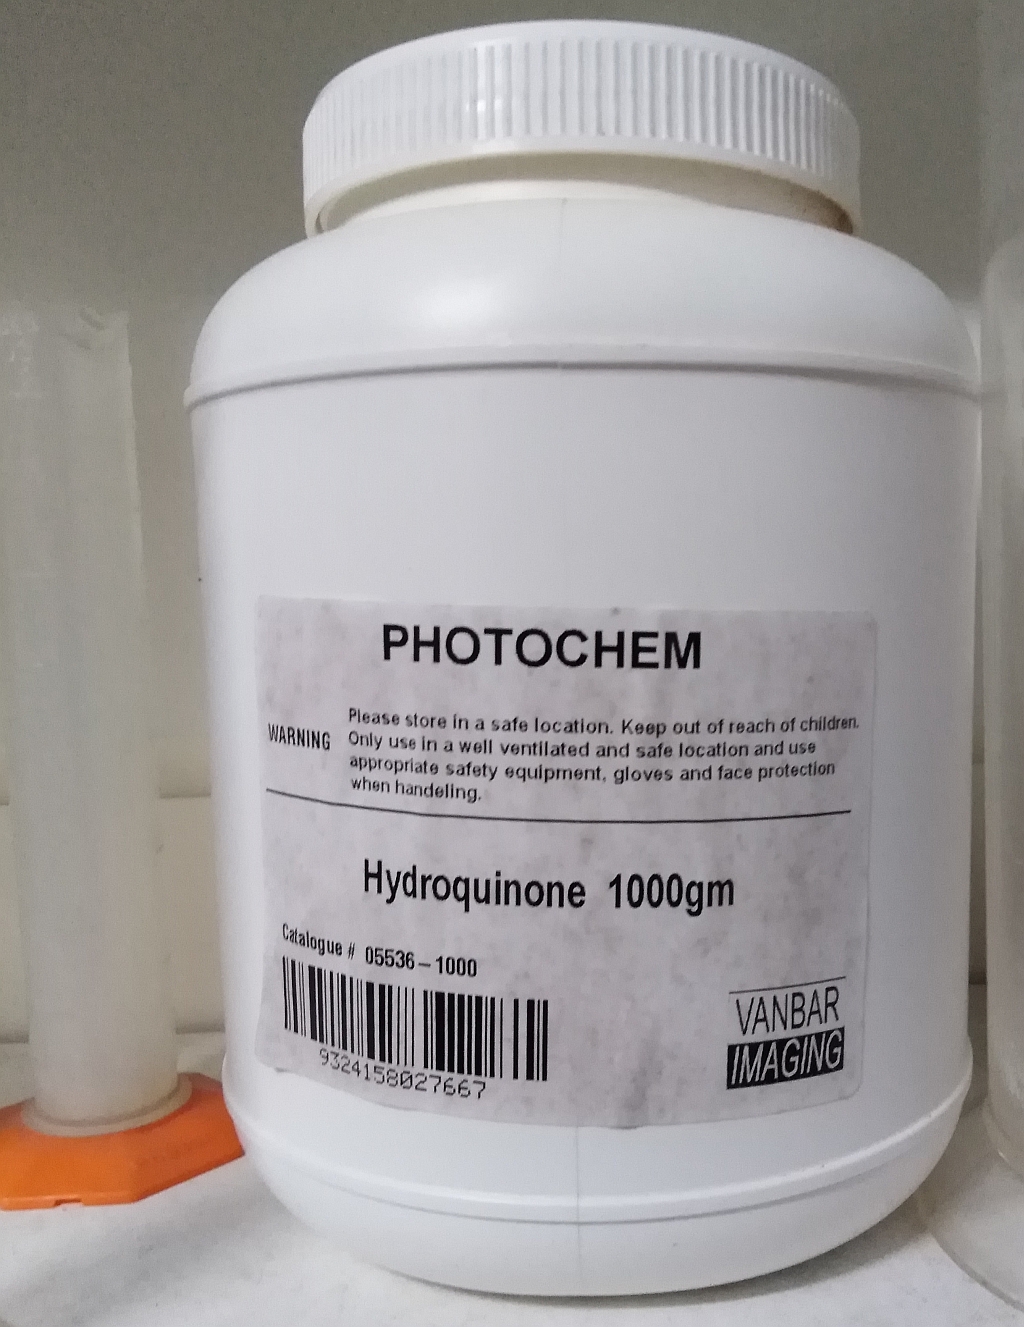 PHOTOCHEM
WARNING
Please store in a safe location. Keep out of reach of children.
Only use in a well ventilated and safe location and use
appropriate safety equipment, gloves and face protection
when handeling.
Hydroquinone 1000gm
Catalogue # 05536-1000
9324158027667
VANBAR
IMAGING